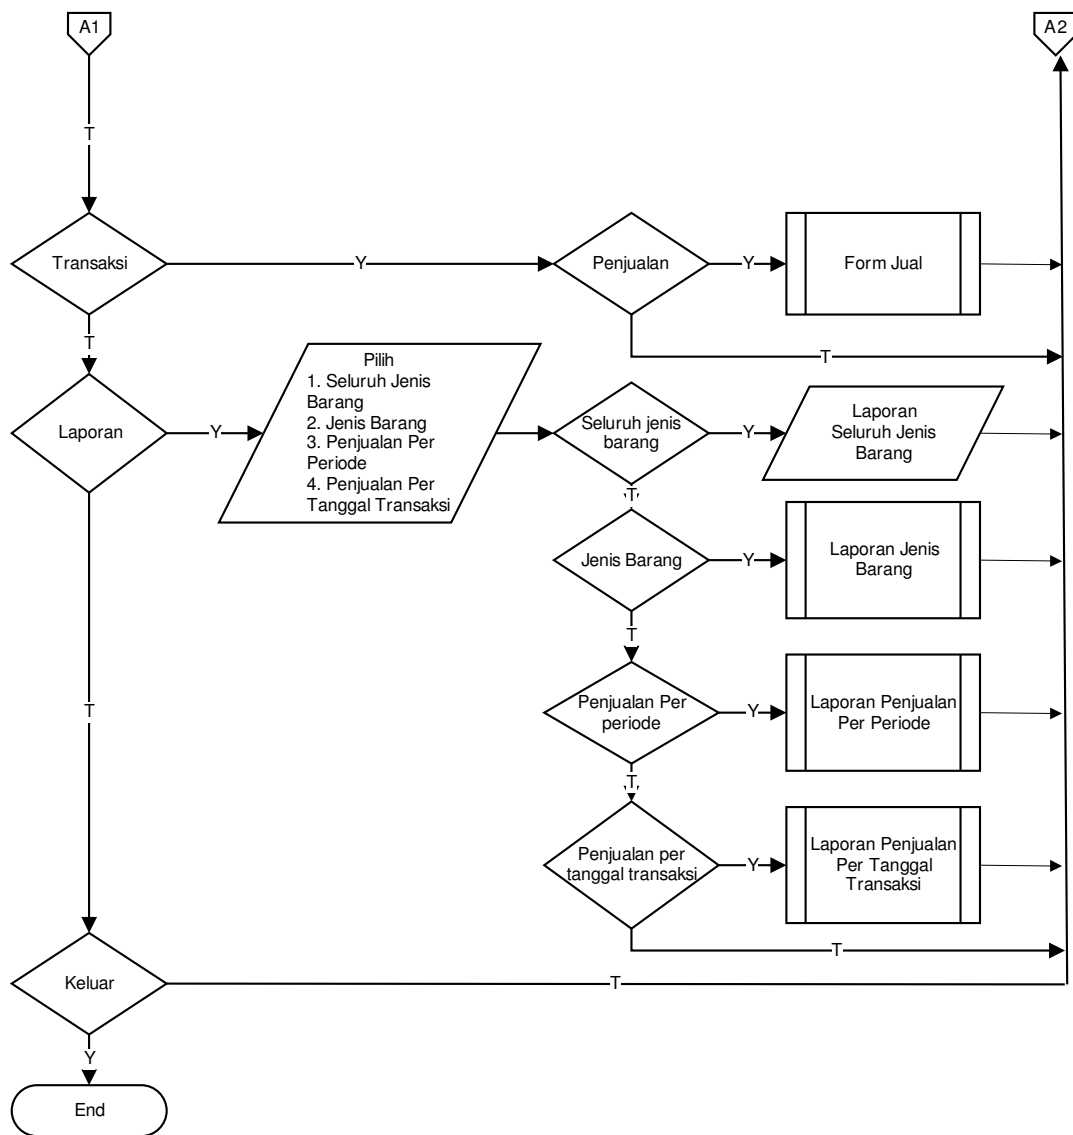 A1
A2
T
Transaksi
Y
Penjualan
Y
Form Jual
T
T
Pilih
1. Seluruh Jenis
Barang
2. Jenis Barang
3. Penjualan Per
Periode
4. Penjualan Per
Tanggal Transaksi
Laporan
Y
Seluruh jenis
barang
Y
Laporan
Seluruh Jenis
Barang
T
Jenis Barang
Y
Laporan Jenis
Barang
T
Penjualan Per
periode
Y
Laporan Penjualan
Per Periode
T
T
Penjualan per
tanggal transaksi
Y
Laporan Penjualan
Per Tanggal
Transaksi
T
Keluar
T
Y
End